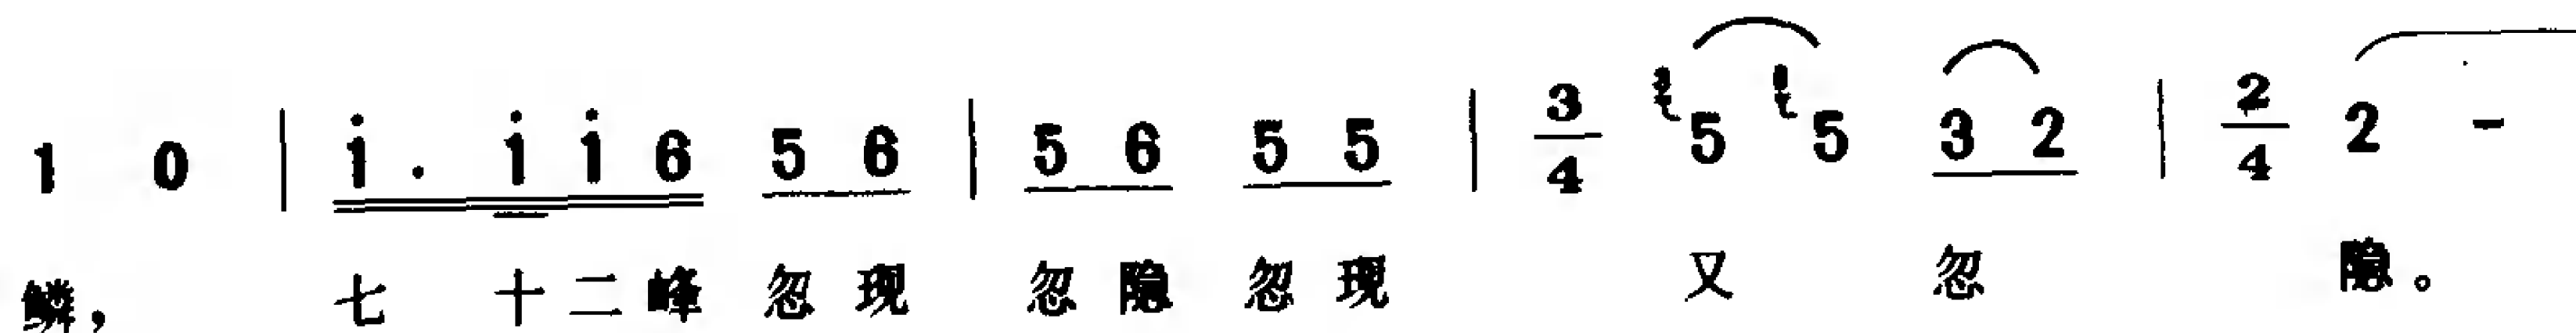 1 0 | i . i i 6 5 6 | 5 6 5 5 | 3/4 5 5 3 2 | 2/4 2 -
鳞， 七 十 二 峰 忽 现 忽 隐 忽 现 又 忽 隐。